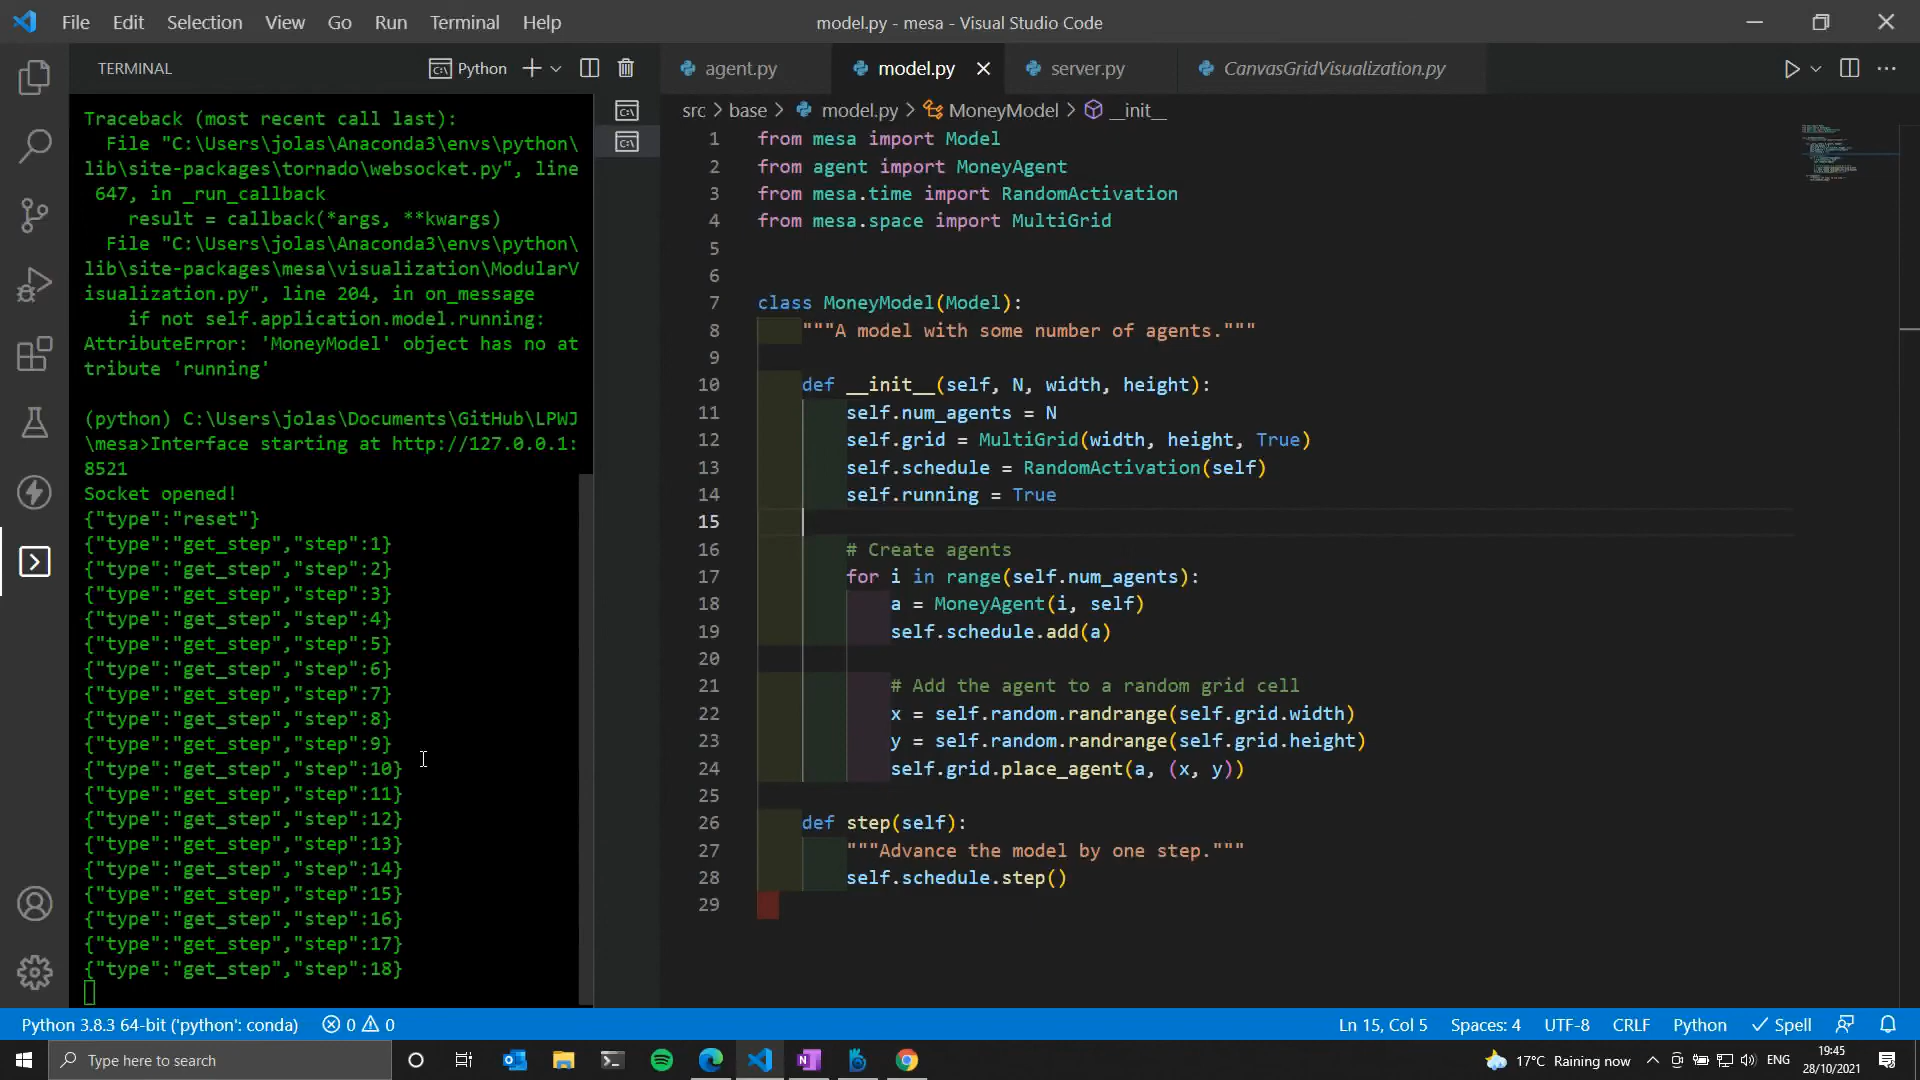 File Edit Selection View Go Run Terminal Help
model.py - mesa - Visual Studio Code
TERMINAL
Python
Traceback (most recent call last):
  File "C:\Users\jolas\Anaconda3\envs\python\
lib\site-packages\tornado\websocket.py", line
 647, in _run_callback
    result = callback(*args, **kwargs)
  File "C:\Users\jolas\Anaconda3\envs\python\
lib\site-packages\mesa\visualization\ModularV
isualization.py", line 204, in on_message
    if not self.application.model.running:
AttributeError: 'MoneyModel' object has no at
tribute 'running'
(python) C:\Users\jolas\Documents\GitHub\LPWJ
\mesa>Interface starting at http://127.0.0.1:
8521
Socket opened!
{"type":"reset"}
{"type":"get_step","step":1}
{"type":"get_step","step":2}
{"type":"get_step","step":3}
{"type":"get_step","step":4}
{"type":"get_step","step":5}
{"type":"get_step","step":6}
{"type":"get_step","step":7}
{"type":"get_step","step":8}
{"type":"get_step","step":9}
{"type":"get_step","step":10}
{"type":"get_step","step":11}
{"type":"get_step","step":12}
{"type":"get_step","step":13}
{"type":"get_step","step":14}
{"type":"get_step","step":15}
{"type":"get_step","step":16}
{"type":"get_step","step":17}
{"type":"get_step","step":18}
agent.py model.py server.py CanvasGridVisualization.py
src > base > model.py > MoneyModel > __init__
1 from mesa import Model
2 from agent import MoneyAgent
3 from mesa.time import RandomActivation
4 from mesa.space import MultiGrid
5
6
7 class MoneyModel(Model):
8     """A model with some number of agents."""
9
10     def __init__(self, N, width, height):
11         self.num_agents = N
12         self.grid = MultiGrid(width, height, True)
13         self.schedule = RandomActivation(self)
14         self.running = True
15
16         # Create agents
17         for i in range(self.num_agents):
18             a = MoneyAgent(i, self)
19             self.schedule.add(a)
20
21             # Add the agent to a random grid cell
22             x = self.random.randrange(self.grid.width)
23             y = self.random.randrange(self.grid.height)
24             self.grid.place_agent(a, (x, y))
25
26     def step(self):
27         """Advance the model by one step."""
28         self.schedule.step()
29
Python 3.8.3 64-bit ('python': conda) 0 0 Ln 15, Col 5 Spaces: 4 UTF-8 CRLF Python Spell
Type here to search
17°C Raining now ENG
19:45
28/10/2021